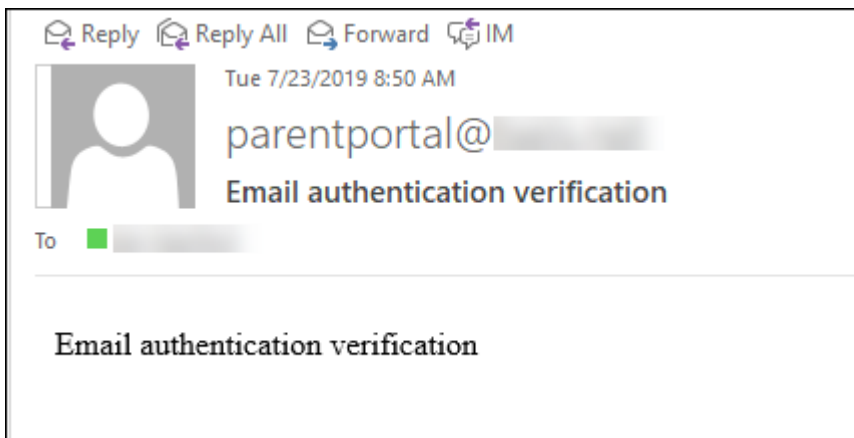 Reply Reply All Forward IM
Tue 7/23/2019 8:50 AM
parentportal@
Email authentication verification
To
Email authentication verification